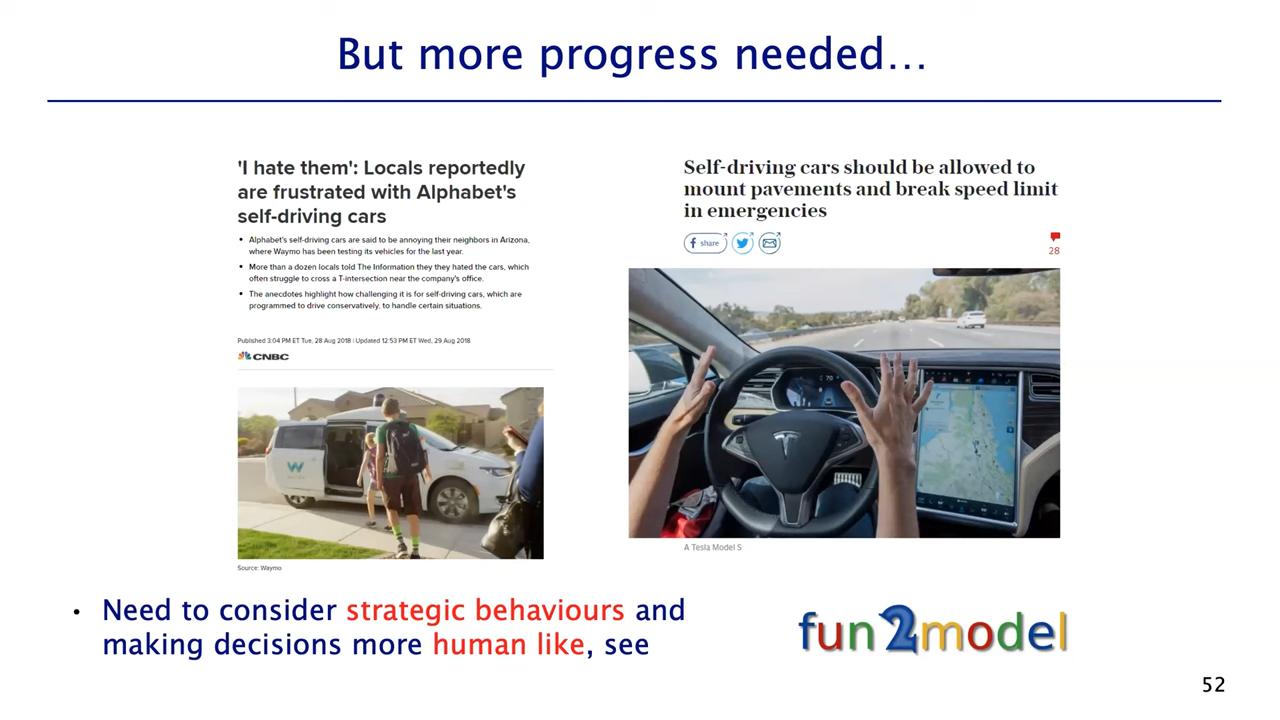 But more progress needed...
'I hate them': Locals reportedly
are frustrated with Alphabet's
self-driving cars
• Alphabet's self-driving cars are said to be annoying their neighbors in Arizona,
where Waymo has been testing its vehicles for the last year.
• More than a dozen locals told The Information they they hated the cars, which
often struggle to cross a T-intersection near the company's office.
• The anecdotes highlight how challenging it is for self-driving cars, which are
programmed to drive conservatively, to handle certain situations.
Published 3:04 PM ET Tue, 28 Aug 2018 | Updated 12:53 PM ET Wed, 29 Aug 2018
CNBC
Source: Waymo
Self-driving cars should be allowed to
mount pavements and break speed limit
in emergencies
f share
28
70
A Tesla Model S
• Need to consider strategic behaviours and
making decisions more human like, see
fun2model
52